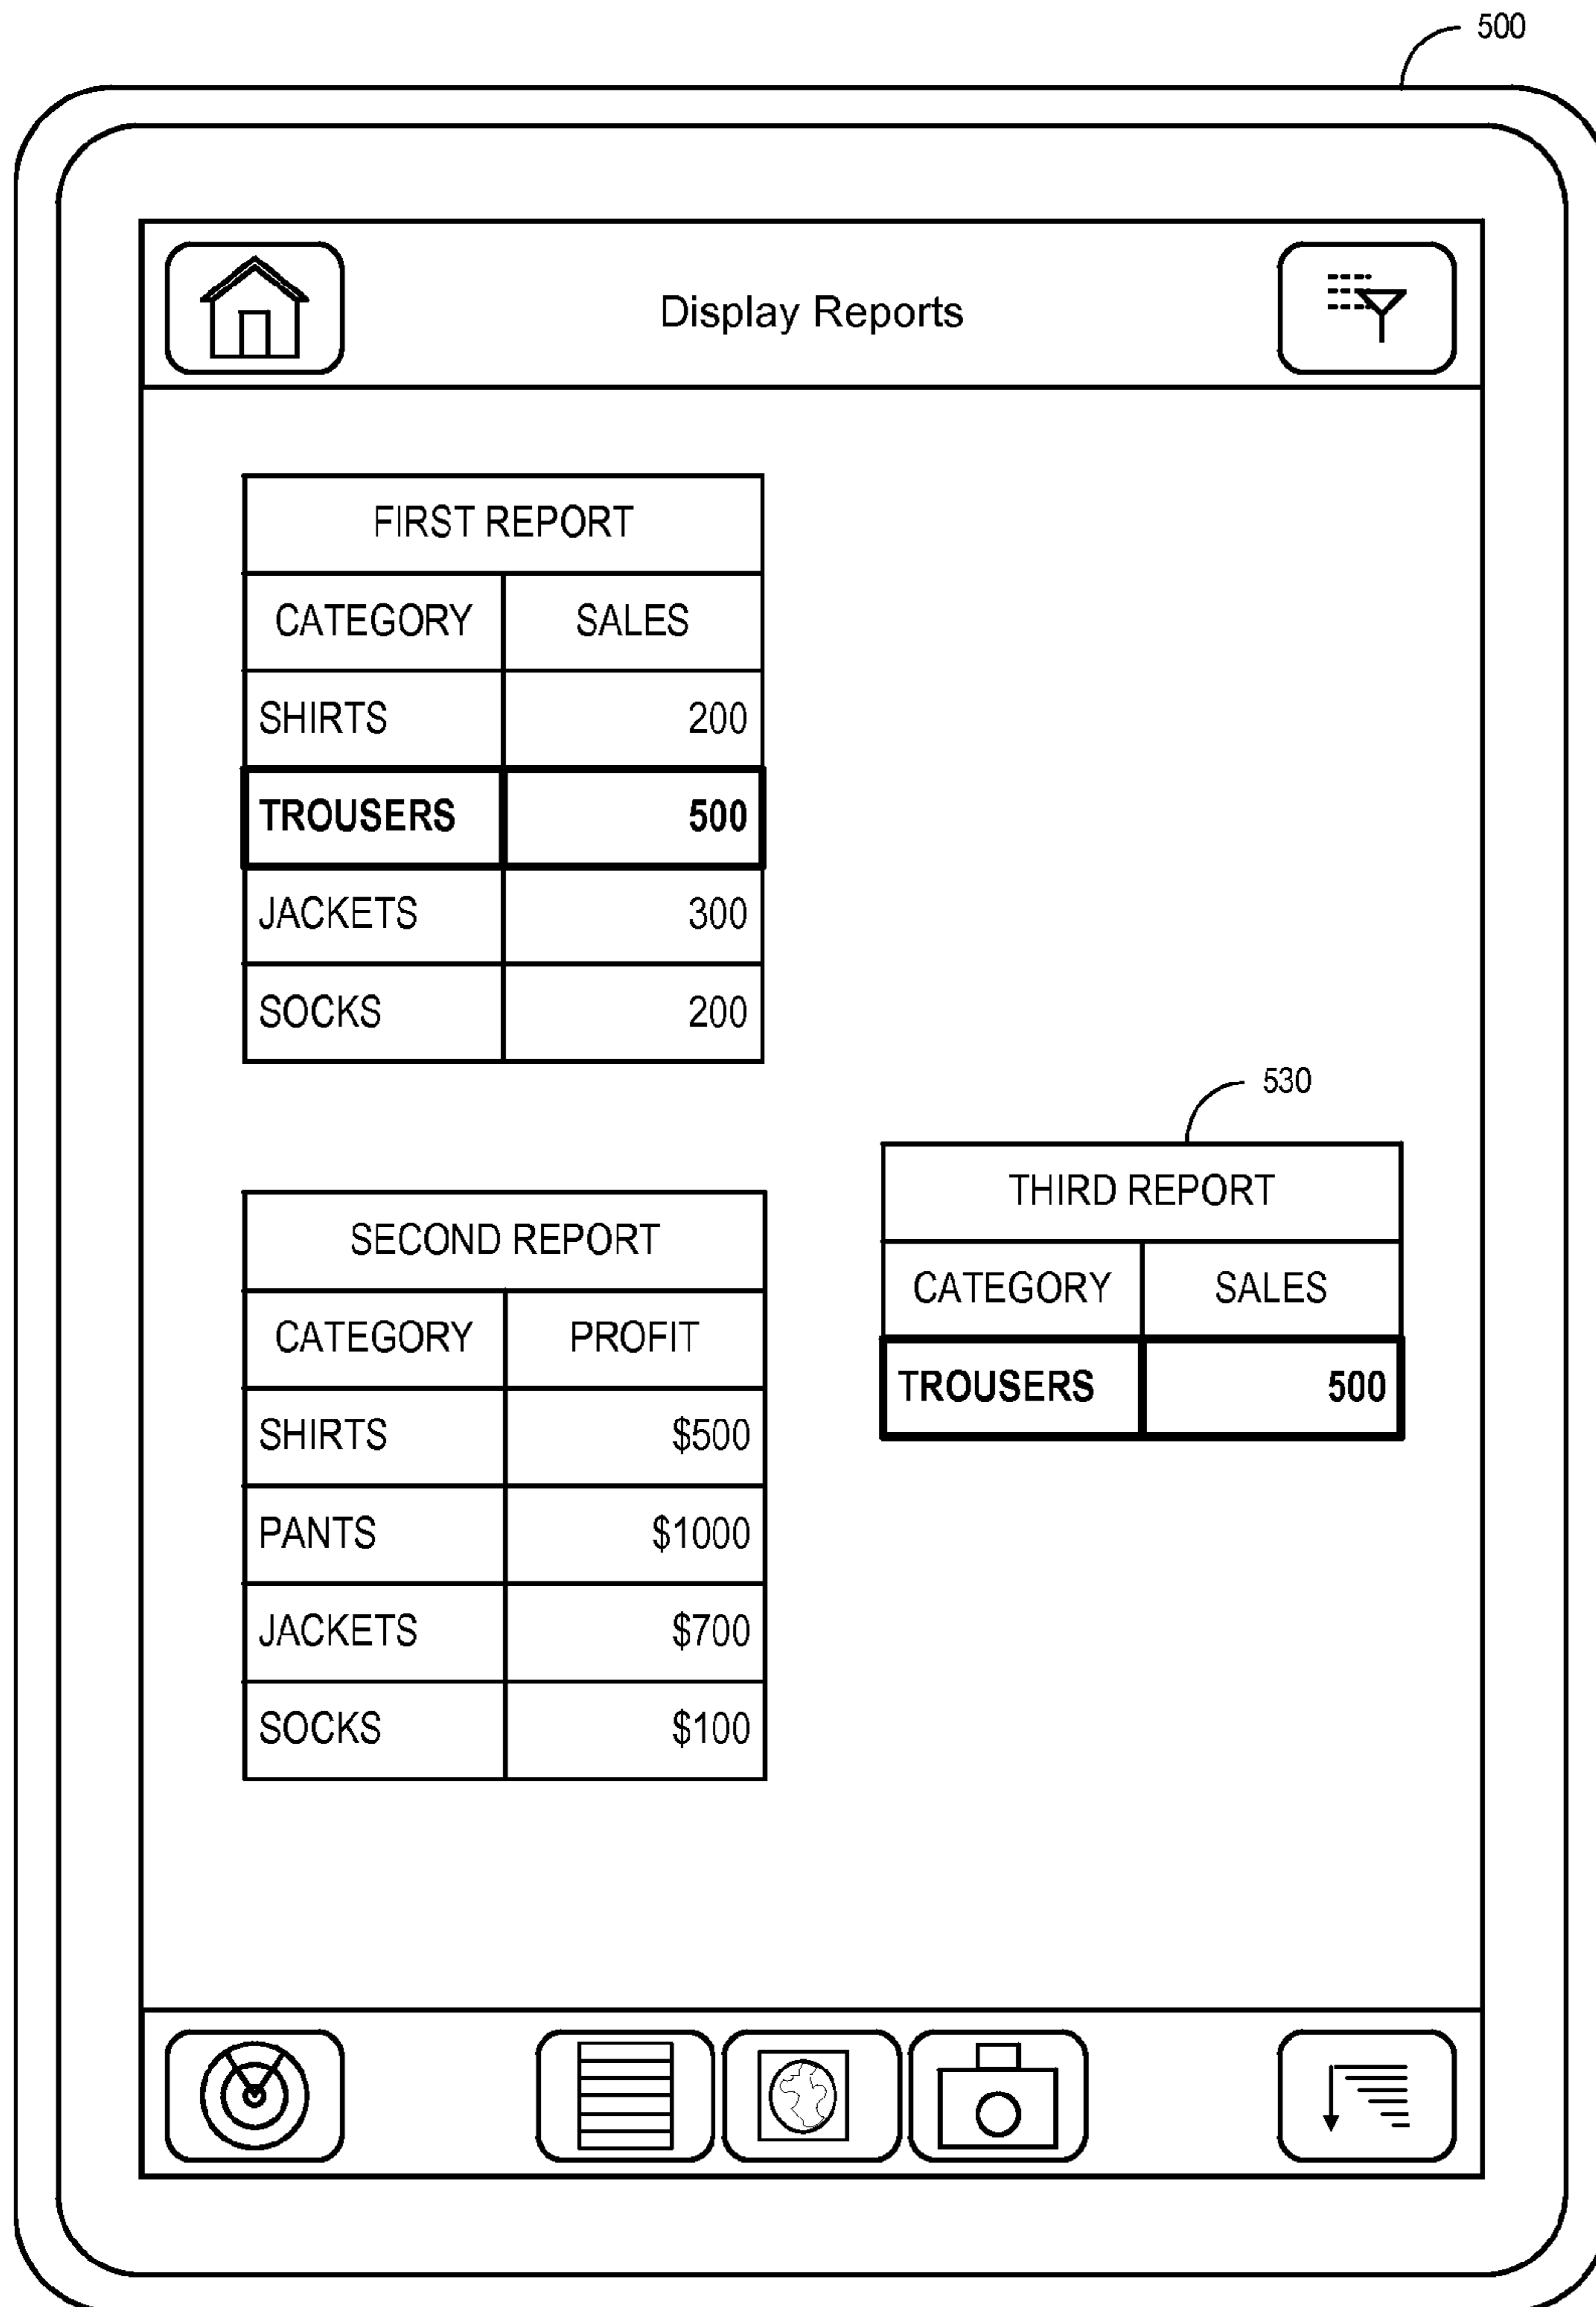 500
Display Reports
FIRST REPORT
CATEGORY SALES
SHIRTS 200
TROUSERS 500
JACKETS 300
SOCKS 200
530
THIRD REPORT
CATEGORY SALES
TROUSERS 500
SECOND REPORT
CATEGORY PROFIT
SHIRTS $500
PANTS $1000
JACKETS $700
SOCKS $100